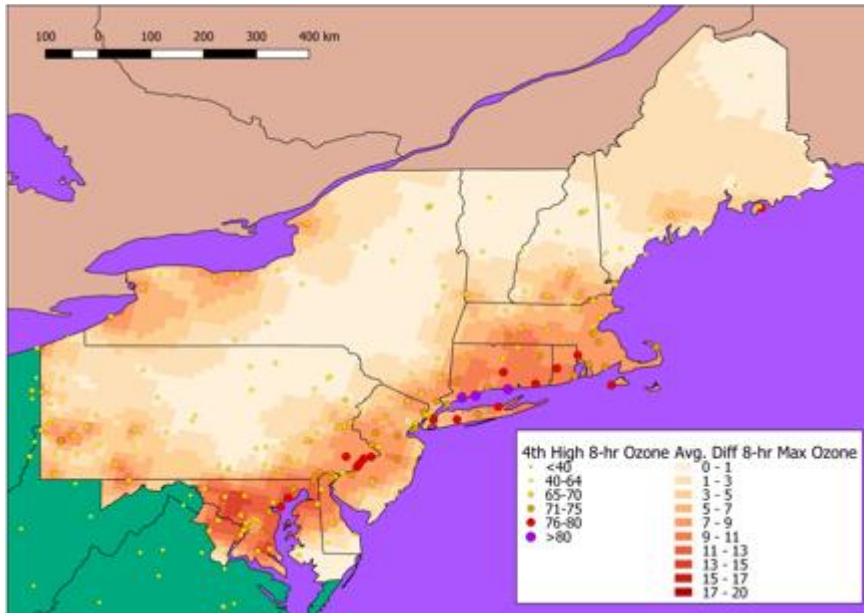 100 0 100 200 300 400 km
4th High 8-hr Ozone Avg. Diff 8-hr Max Ozone
<40 0 - 1
40-64 1 - 3
65-70 3 - 5
71-75 5 - 7
76-80 7 - 9
>80 9 - 11
11 - 13
13 - 15
15 - 17
17 - 20